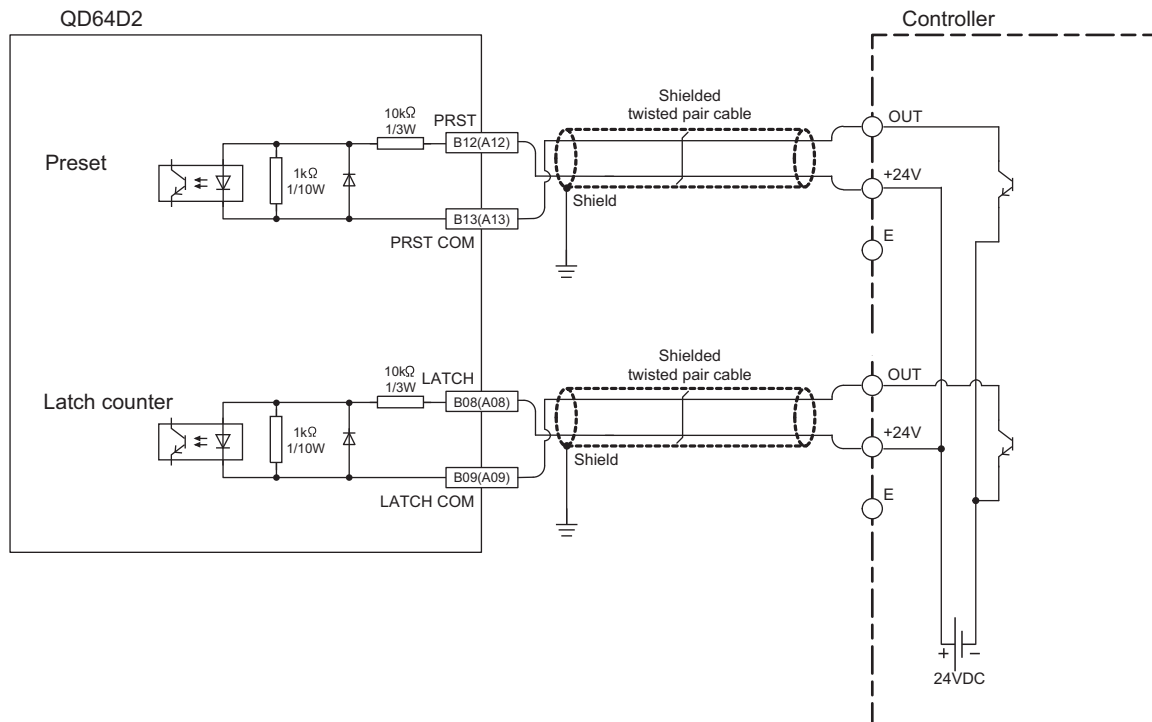 QD64D2
Controller
Preset
10kΩ
1/3W
PRST
B12(A12)
1kΩ
1/10W
B13(A13)
PRST COM
Shielded
twisted pair cable
Shield
OUT
+24V
E
Latch counter
10kΩ
1/3W
LATCH
B08(A08)
1kΩ
1/10W
B09(A09)
LATCH COM
Shielded
twisted pair cable
Shield
OUT
+24V
E
+ −
24VDC